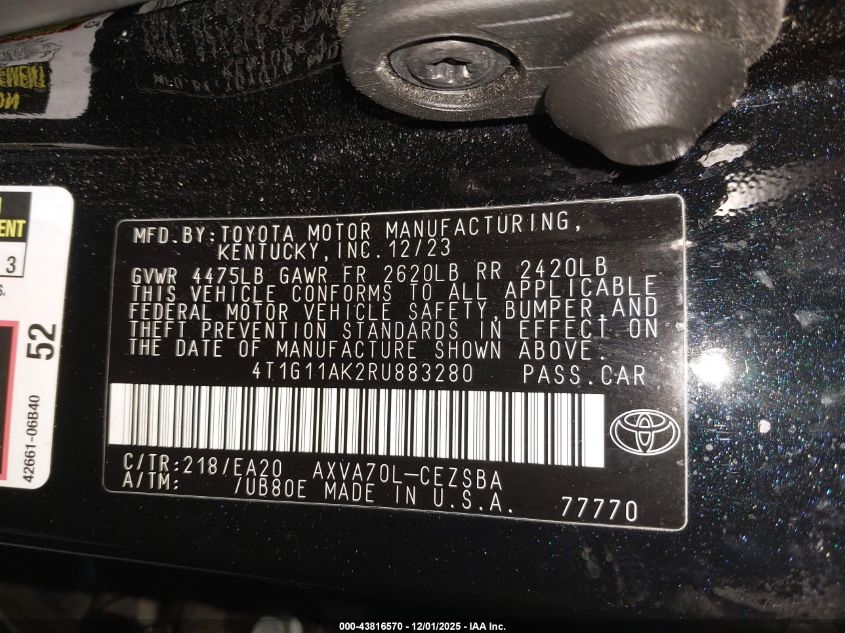 MFD.BY:TOYOTA MOTOR MANUFACTURING,
KENTUCKY,INC.12/23
GVWR 4475LB GAWR FR 2620LB RR 2420LB
THIS VEHICLE CONFORMS TO ALL APPLICABLE
FEDERAL MOTOR VEHICLE SAFETY,BUMPER,AND
THEFT PREVENTION STANDARDS IN EFFECT ON
THE DATE OF MANUFACTURE SHOWN ABOVE.
4T1G11AK2RU883280 PASS.CAR
C/TR:218/EA20 AXVA70L-CEZSBA
A/TM: 7UB80E MADE IN U.S.A. 77770
3
52
42661-06B40
000-43816570 - 12/01/2025 - IAA Inc.